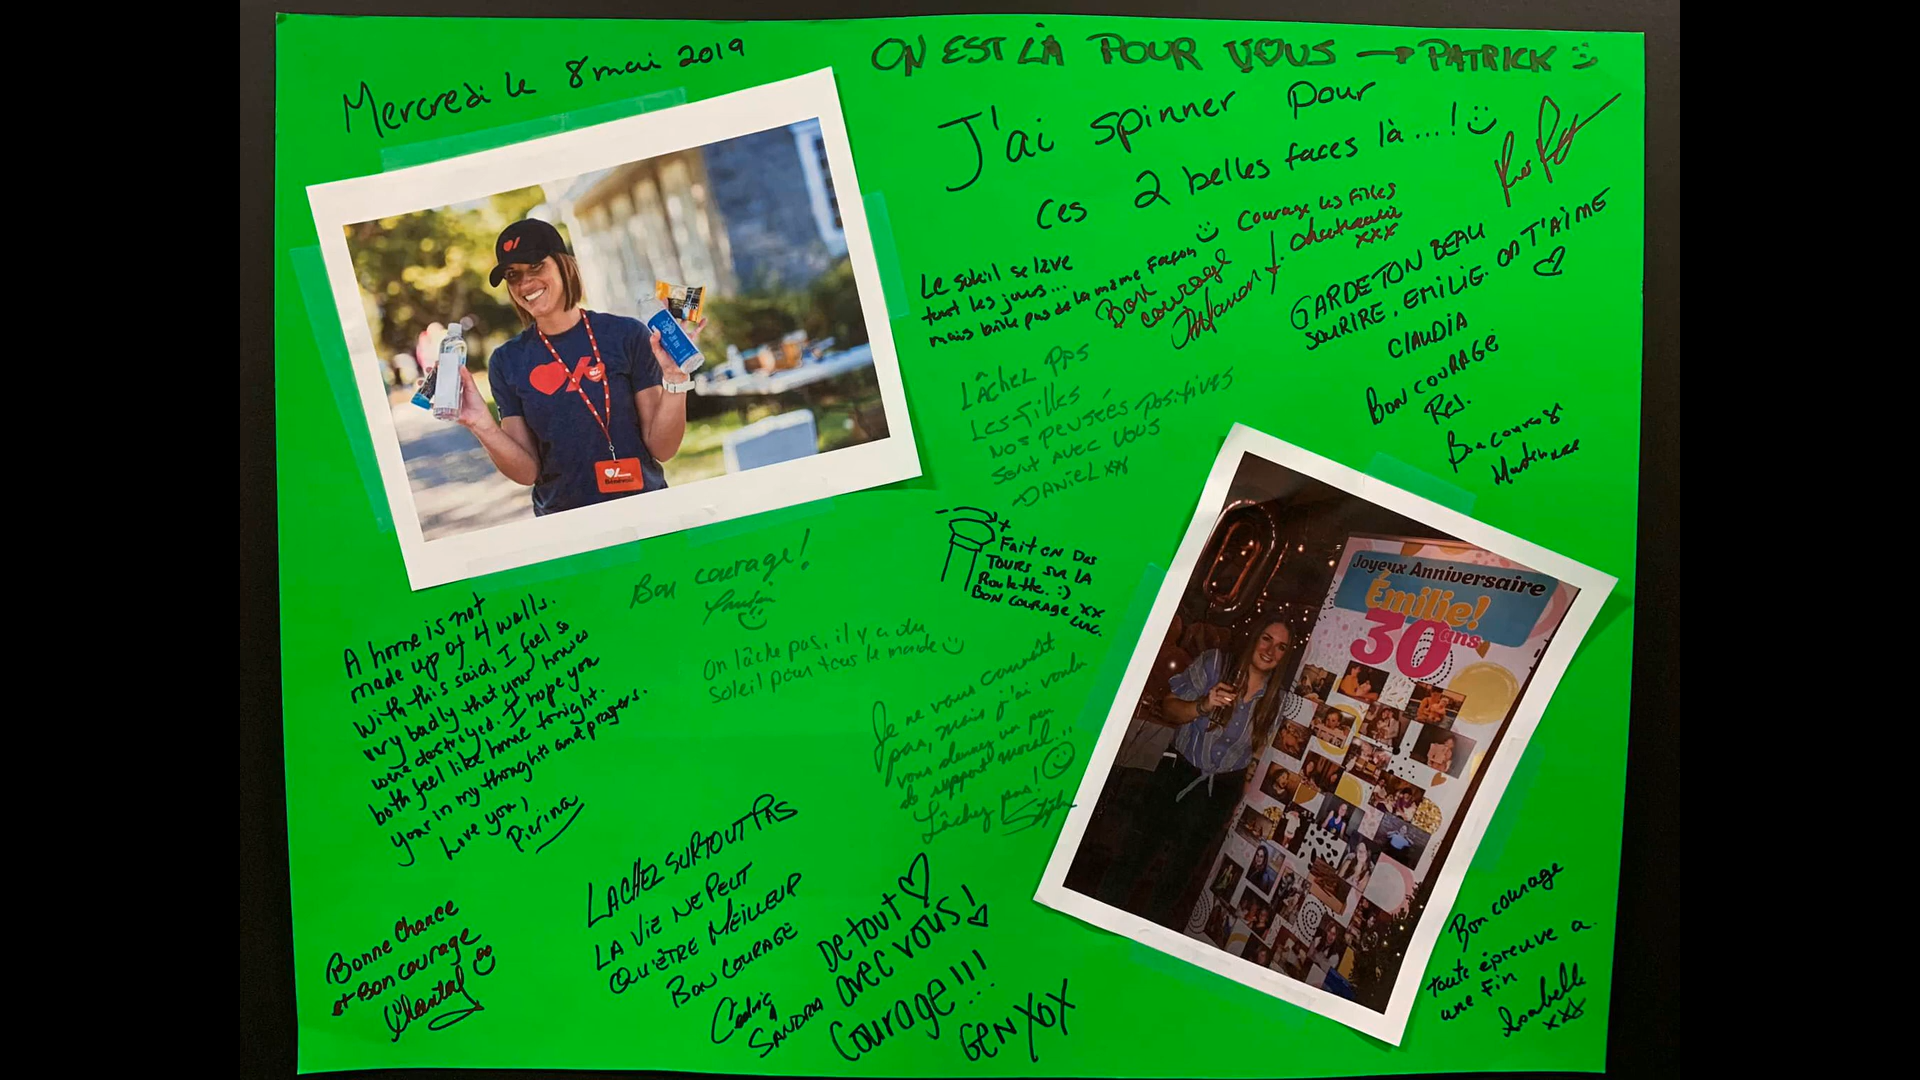 Mercredi le 8 mai 2019
ON EST LÀ POUR VOUS → PATRICK
J'ai spinner pour
ces 2 belles faces là...!
Le soleil se lève
tout les jours...
mais brille pas de la même façon
Courage les Filles
xxx
Bon
courage
Manon
GARDE TON BEAU
SOURIRE, EMILIE. ON T'AIME
CLAUDIA
BON COURAGE
Bon courage
LÂCHEZ PAS
LES FILLES
NOS PENSÉES POSITIVES
SONT AVEC VOUS
DANIEL xx
Fait on Des
TOURS SUR LA
Roulette. :)
BON COURAGE xx
Luc.
Bénévole
Bon courage!
On lâche pas, il y a du
soleil pour tous le monde
A home is not
made up of 4 walls.
With this said, I feel so
very badly that your homes
were destroyed. I hope you
both feel like home tonight.
Your in my thoughts and prayers.
Love you,
Pierina
Je ne vous connait
pas, mais j'ai voulu
vous donnez un peu
de support moral...
Lâchez pas!
Joyeux Anniversaire
Émilie!
30 ans
LACHEZ SURTOUT PAS
LA VIE NE PEUT
QU'ÊTRE MEILLEUR
BON COURAGE
Cedric
SANDRA
De tout
avec vous!
Courage!!!
GEN XOX
Bonne Chance
et Bon courage
Chantal
Bon courage
toute épreuve a
une fin
Isabelle
xxx